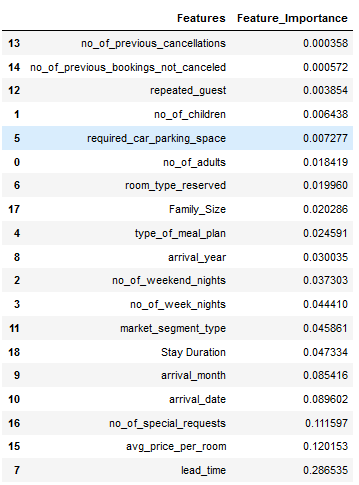 Features Feature_Importance
13 no_of_previous_cancellations 0.000358
14 no_of_previous_bookings_not_canceled 0.000572
12 repeated_guest 0.003854
1 no_of_children 0.006438
5 required_car_parking_space 0.007277
0 no_of_adults 0.018419
6 room_type_reserved 0.019960
17 Family_Size 0.020286
4 type_of_meal_plan 0.024591
8 arrival_year 0.030035
2 no_of_weekend_nights 0.037303
3 no_of_week_nights 0.044410
11 market_segment_type 0.045861
18 Stay Duration 0.047334
9 arrival_month 0.085416
10 arrival_date 0.089602
16 no_of_special_requests 0.111597
15 avg_price_per_room 0.120153
7 lead_time 0.286535